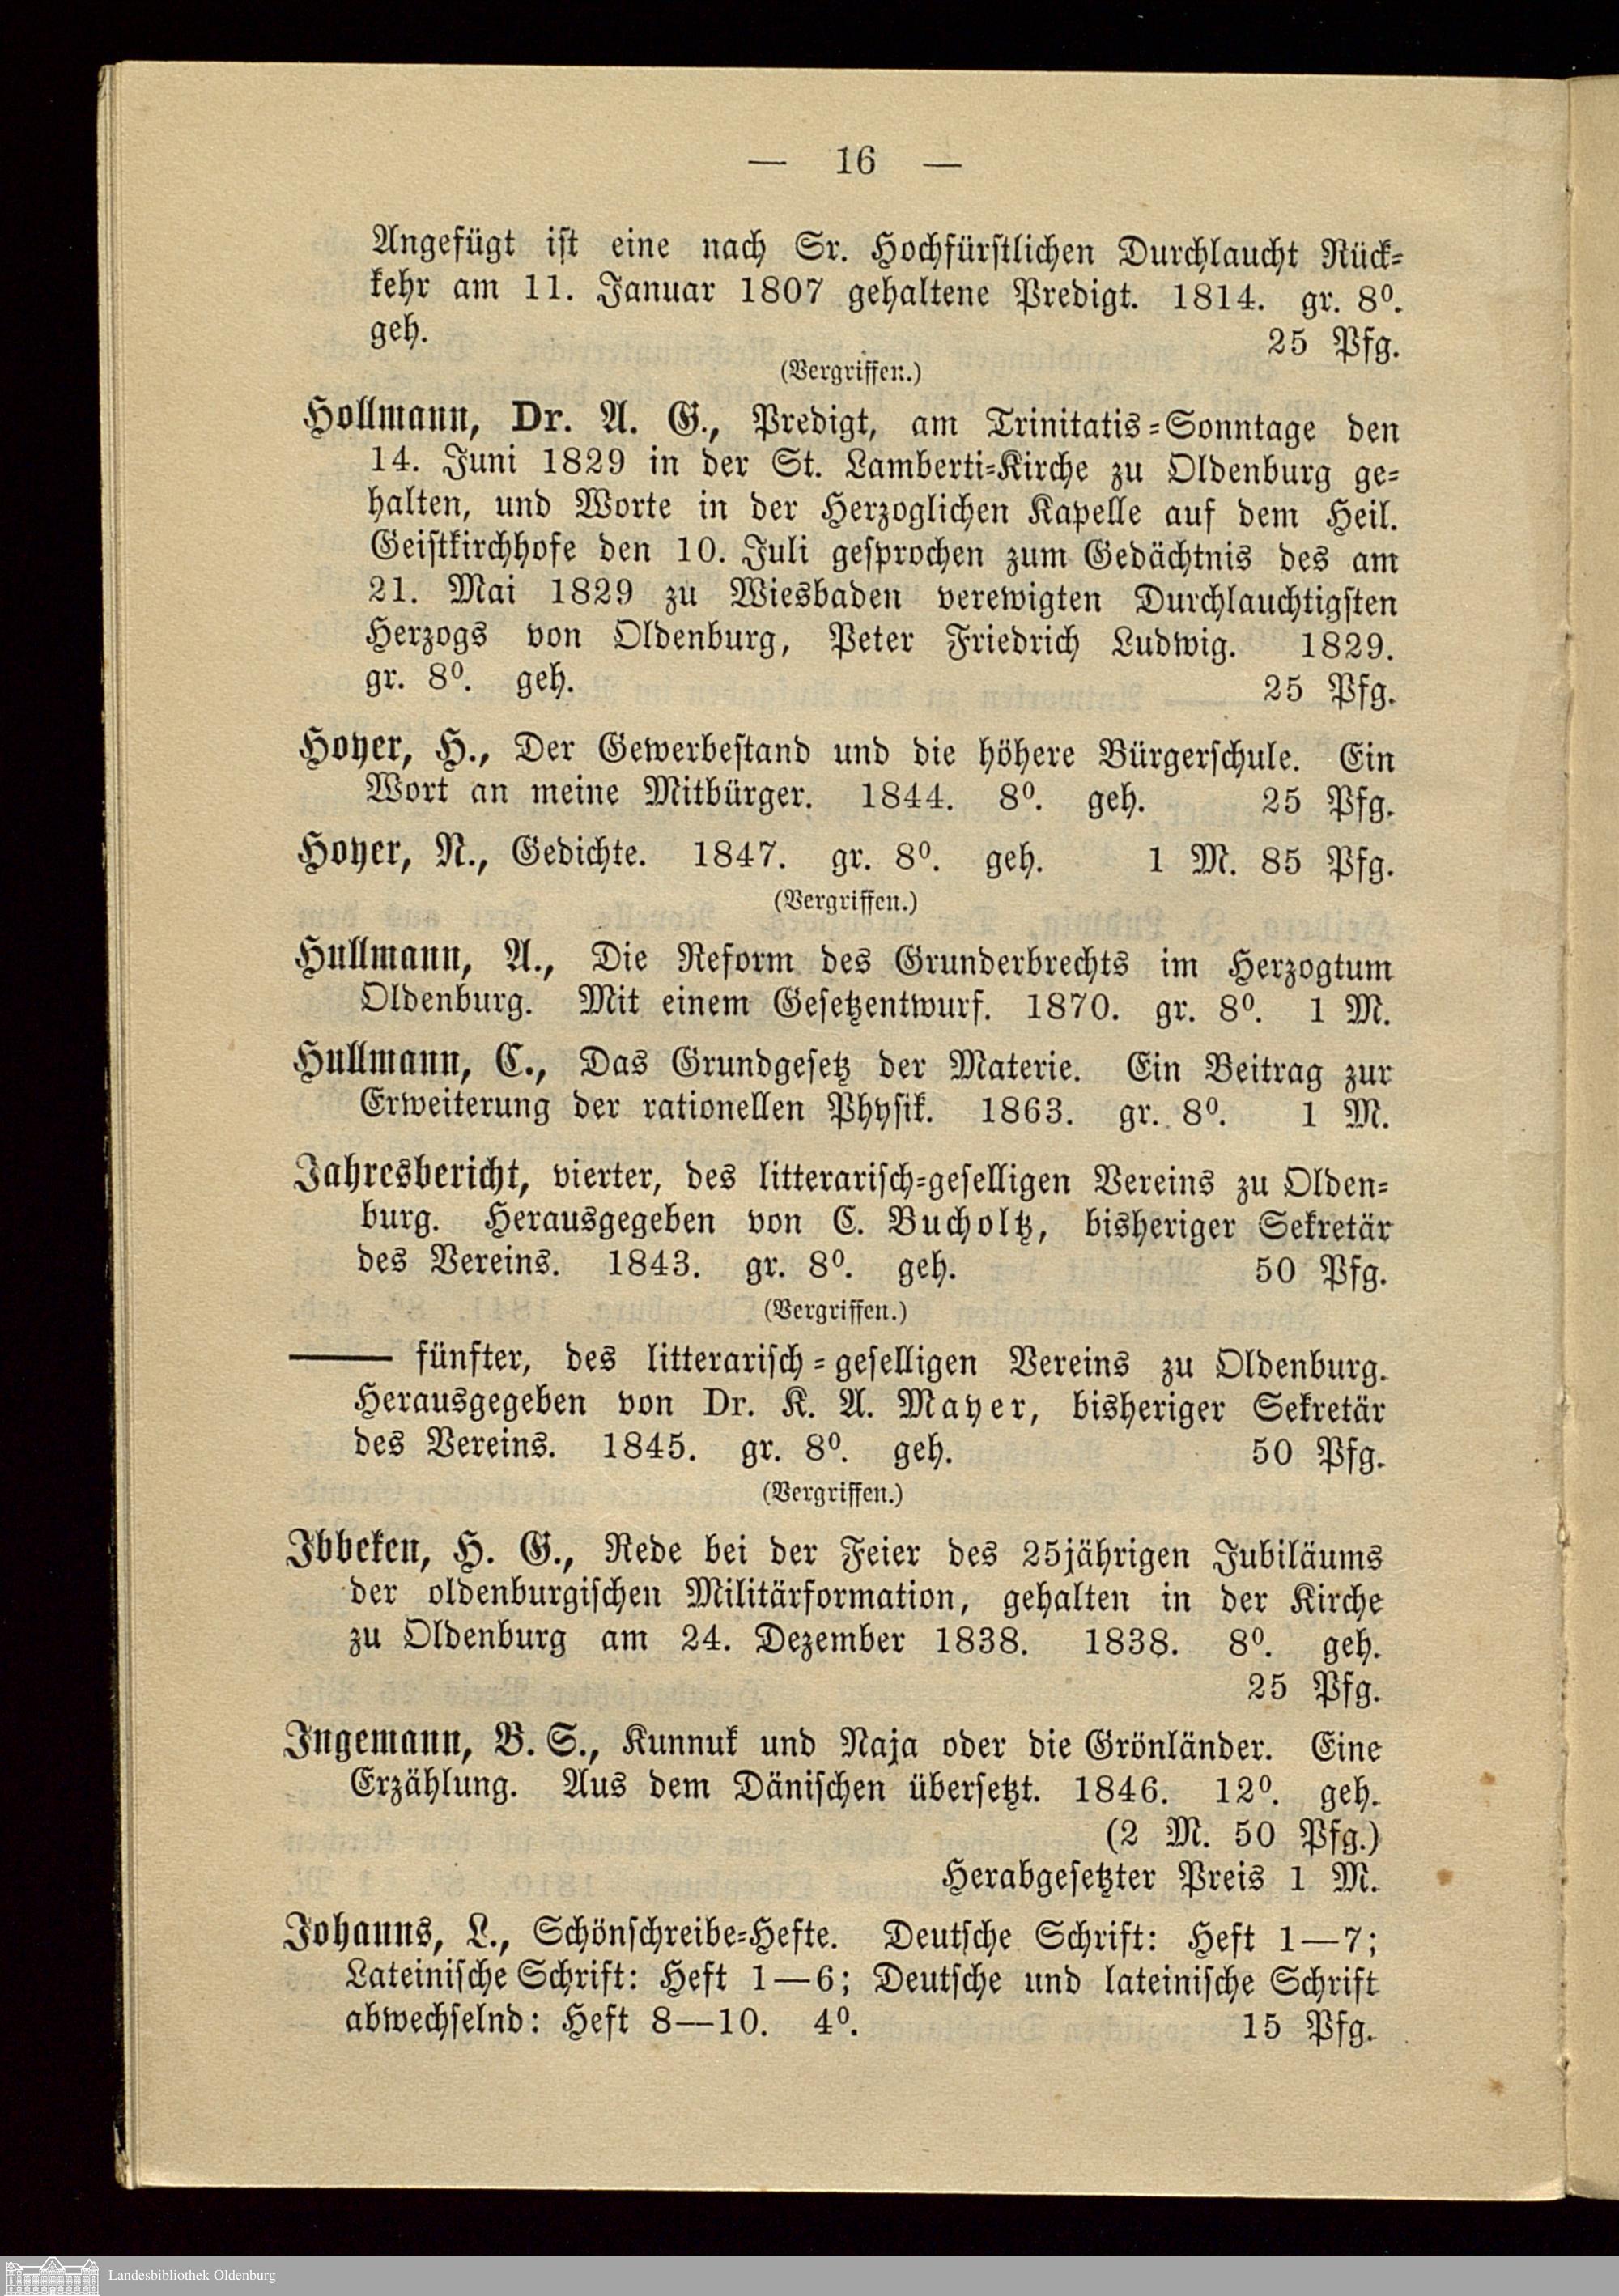 — 16 —
Angefügt ist eine nach Sr. Hochfürstlichen Durchlaucht Rück-
kehr am 11. Januar 1807 gehaltene Predigt. 1814. gr. 8⁰.
geh. 25 Pfg.
(Vergriffen.)
Hollmann, Dr. A. G., Predigt, am Trinitatis-Sonntage den
14. Juni 1829 in der St. Lamberti-Kirche zu Oldenburg ge-
halten, und Worte in der Herzoglichen Kapelle auf dem Heil.
Geistkirchhofe den 10. Juli gesprochen zum Gedächtnis des am
21. Mai 1829 zu Wiesbaden verewigten Durchlauchtigsten
Herzogs von Oldenburg, Peter Friedrich Ludwig. 1829.
gr. 8⁰. geh. 25 Pfg.
Hoyer, H., Der Gewerbestand und die höhere Bürgerschule. Ein
Wort an meine Mitbürger. 1844. 8⁰. geh. 25 Pfg.
Hoyer, N., Gedichte. 1847. gr. 8⁰. geh. 1 M. 85 Pfg.
(Vergriffen.)
Hullmann, A., Die Reform des Grunderbrechts im Herzogtum
Oldenburg. Mit einem Gesetzentwurf. 1870. gr. 8⁰. 1 M.
Hullmann, C., Das Grundgesetz der Materie. Ein Beitrag zur
Erweiterung der rationellen Physik. 1863. gr. 8⁰. 1 M.
Jahresbericht, vierter, des litterarisch-geselligen Vereins zu Olden-
burg. Herausgegeben von C. Bucholtz, bisheriger Sekretär
des Vereins. 1843. gr. 8⁰. geh. 50 Pfg.
(Vergriffen.)
—— fünfter, des litterarisch-geselligen Vereins zu Oldenburg.
Herausgegeben von Dr. K. A. Mayer, bisheriger Sekretär
des Vereins. 1845. gr. 8⁰. geh. 50 Pfg.
(Vergriffen.)
Ibbeken, H. G., Rede bei der Feier des 25jährigen Jubiläums
der oldenburgischen Militärformation, gehalten in der Kirche
zu Oldenburg am 24. Dezember 1838. 1838. 8⁰. geh.
25 Pfg.
Ingemann, B. S., Kunnuk und Naja oder die Grönländer. Eine
Erzählung. Aus dem Dänischen übersetzt. 1846. 12⁰. geh.
(2 M. 50 Pfg.)
Herabgesetzter Preis 1 M.
Johanns, L., Schönschreibe-Hefte. Deutsche Schrift: Heft 1—7;
Lateinische Schrift: Heft 1—6; Deutsche und lateinische Schrift
abwechselnd: Heft 8—10. 4⁰. 15 Pfg.
Landesbibliothek Oldenburg